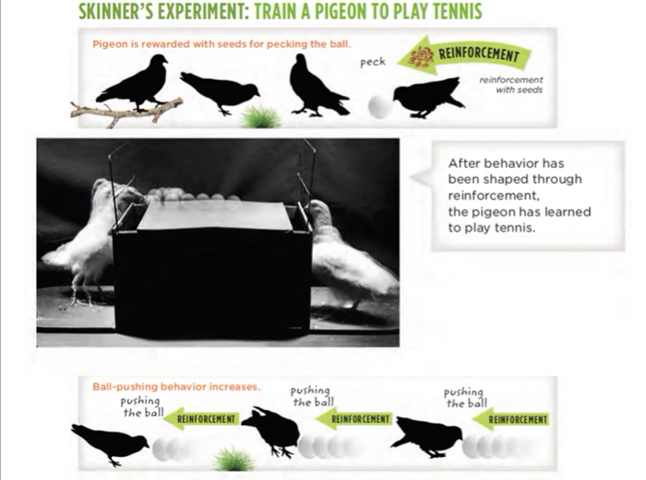 SKINNER'S EXPERIMENT: TRAIN A PIGEON TO PLAY TENNIS
Pigeon is rewarded with seeds for pecking the ball.
peck
REINFORCEMENT
reinforcement
with seeds
After behavior has
been shaped through
reinforcement,
the pigeon has learned
to play tennis.
Ball-pushing behavior increases.
pushing
the ball
REINFORCEMENT
pushing
the ball
REINFORCEMENT
pushing
the ball
REINFORCEMENT